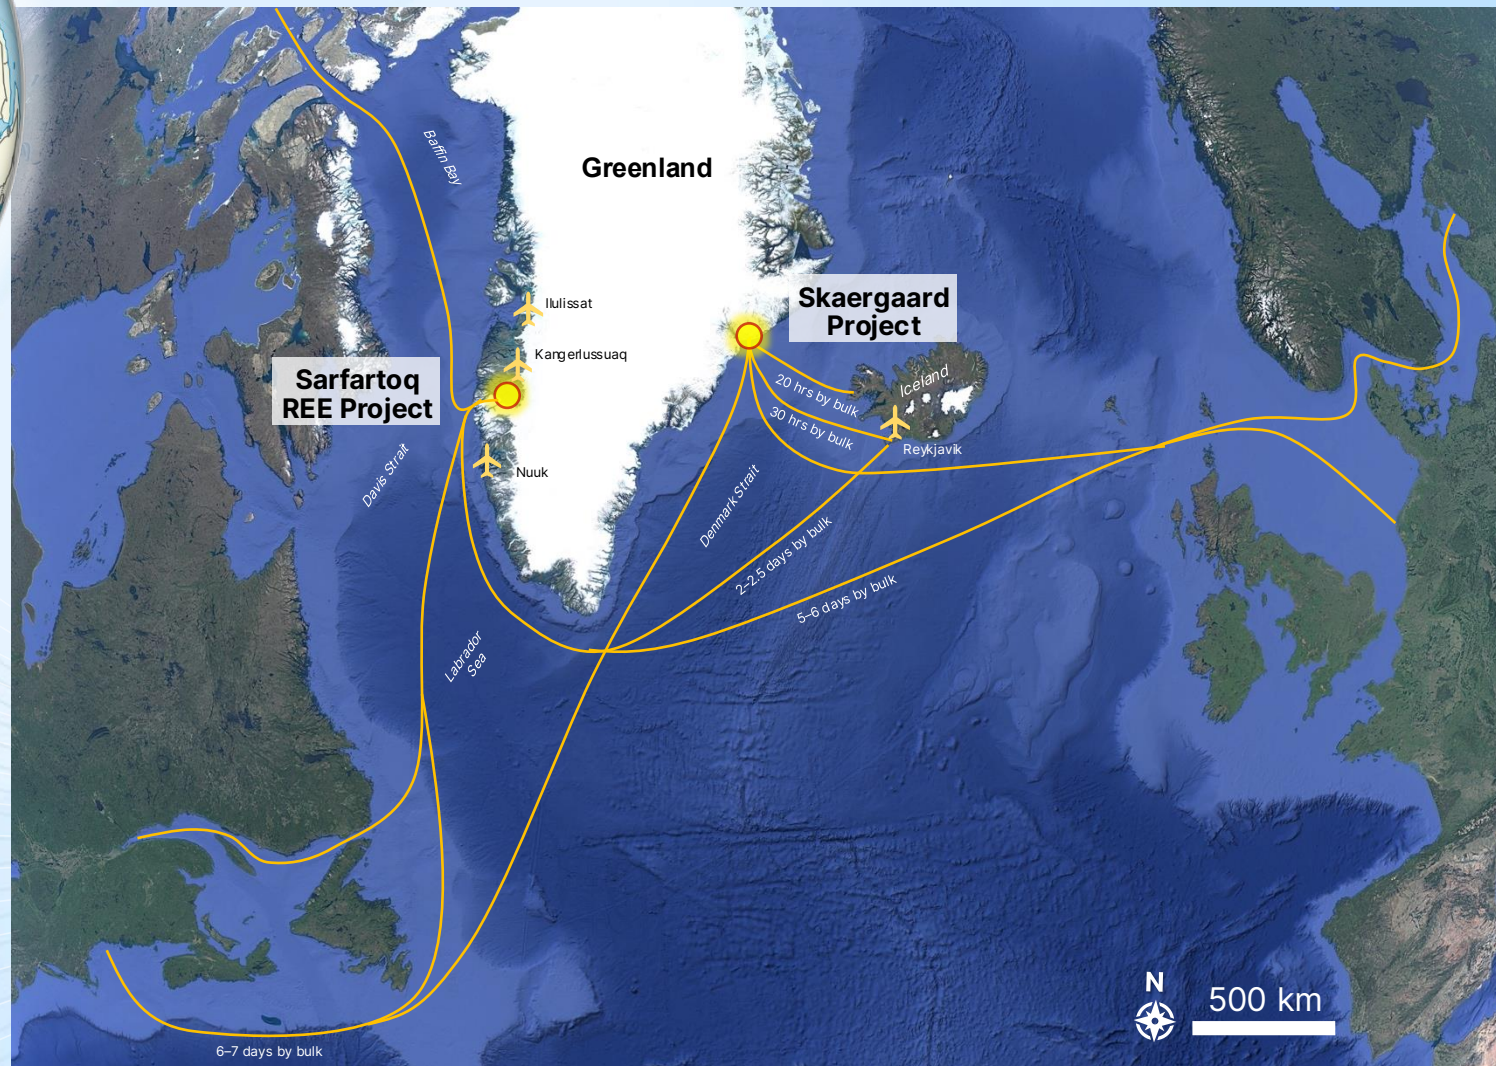 Baffin Bay
Greenland
Ilulissat
Skaergaard
Project
Kangerlussuaq
Sarfartoq
REE Project
20 hrs by bulk
Iceland
30 hrs by bulk
Reykjavik
Davis Strait
Nuuk
Denmark Strait
2–2.5 days by bulk
5–6 days by bulk
Labrador
Sea
N
500 km
6–7 days by bulk